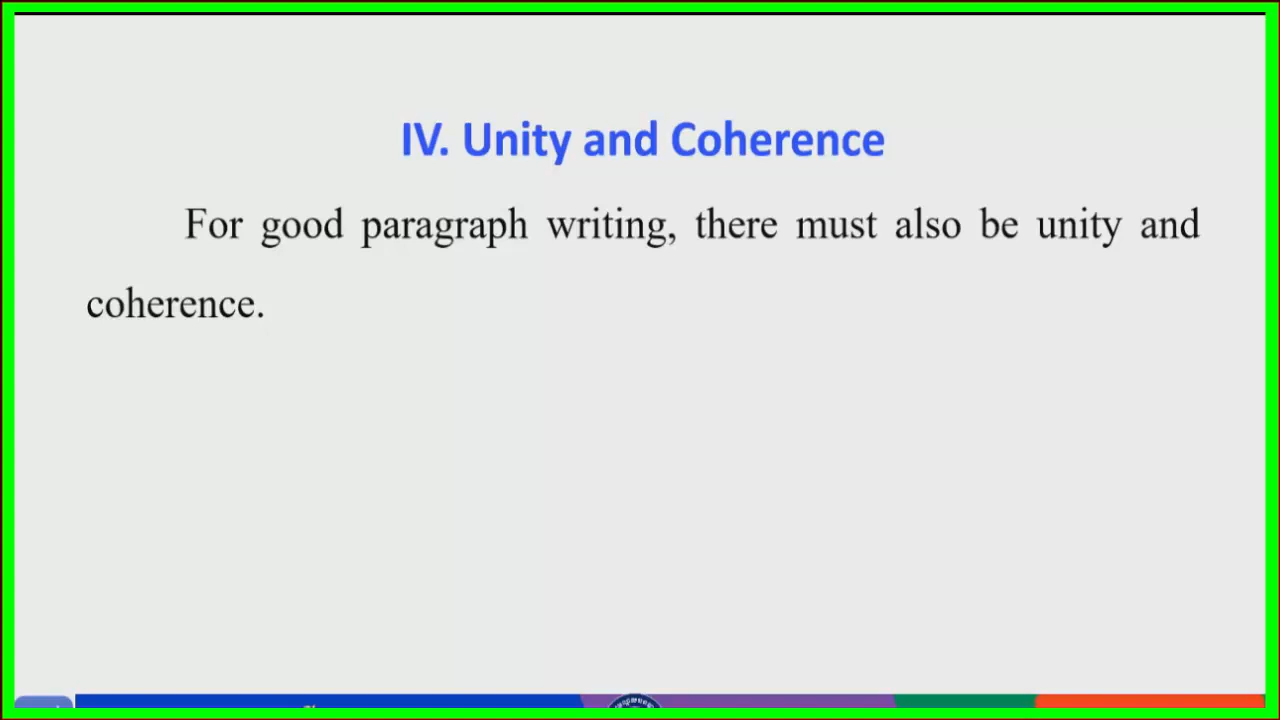 IV. Unity and Coherence
For good paragraph writing, there must also be unity and
coherence.